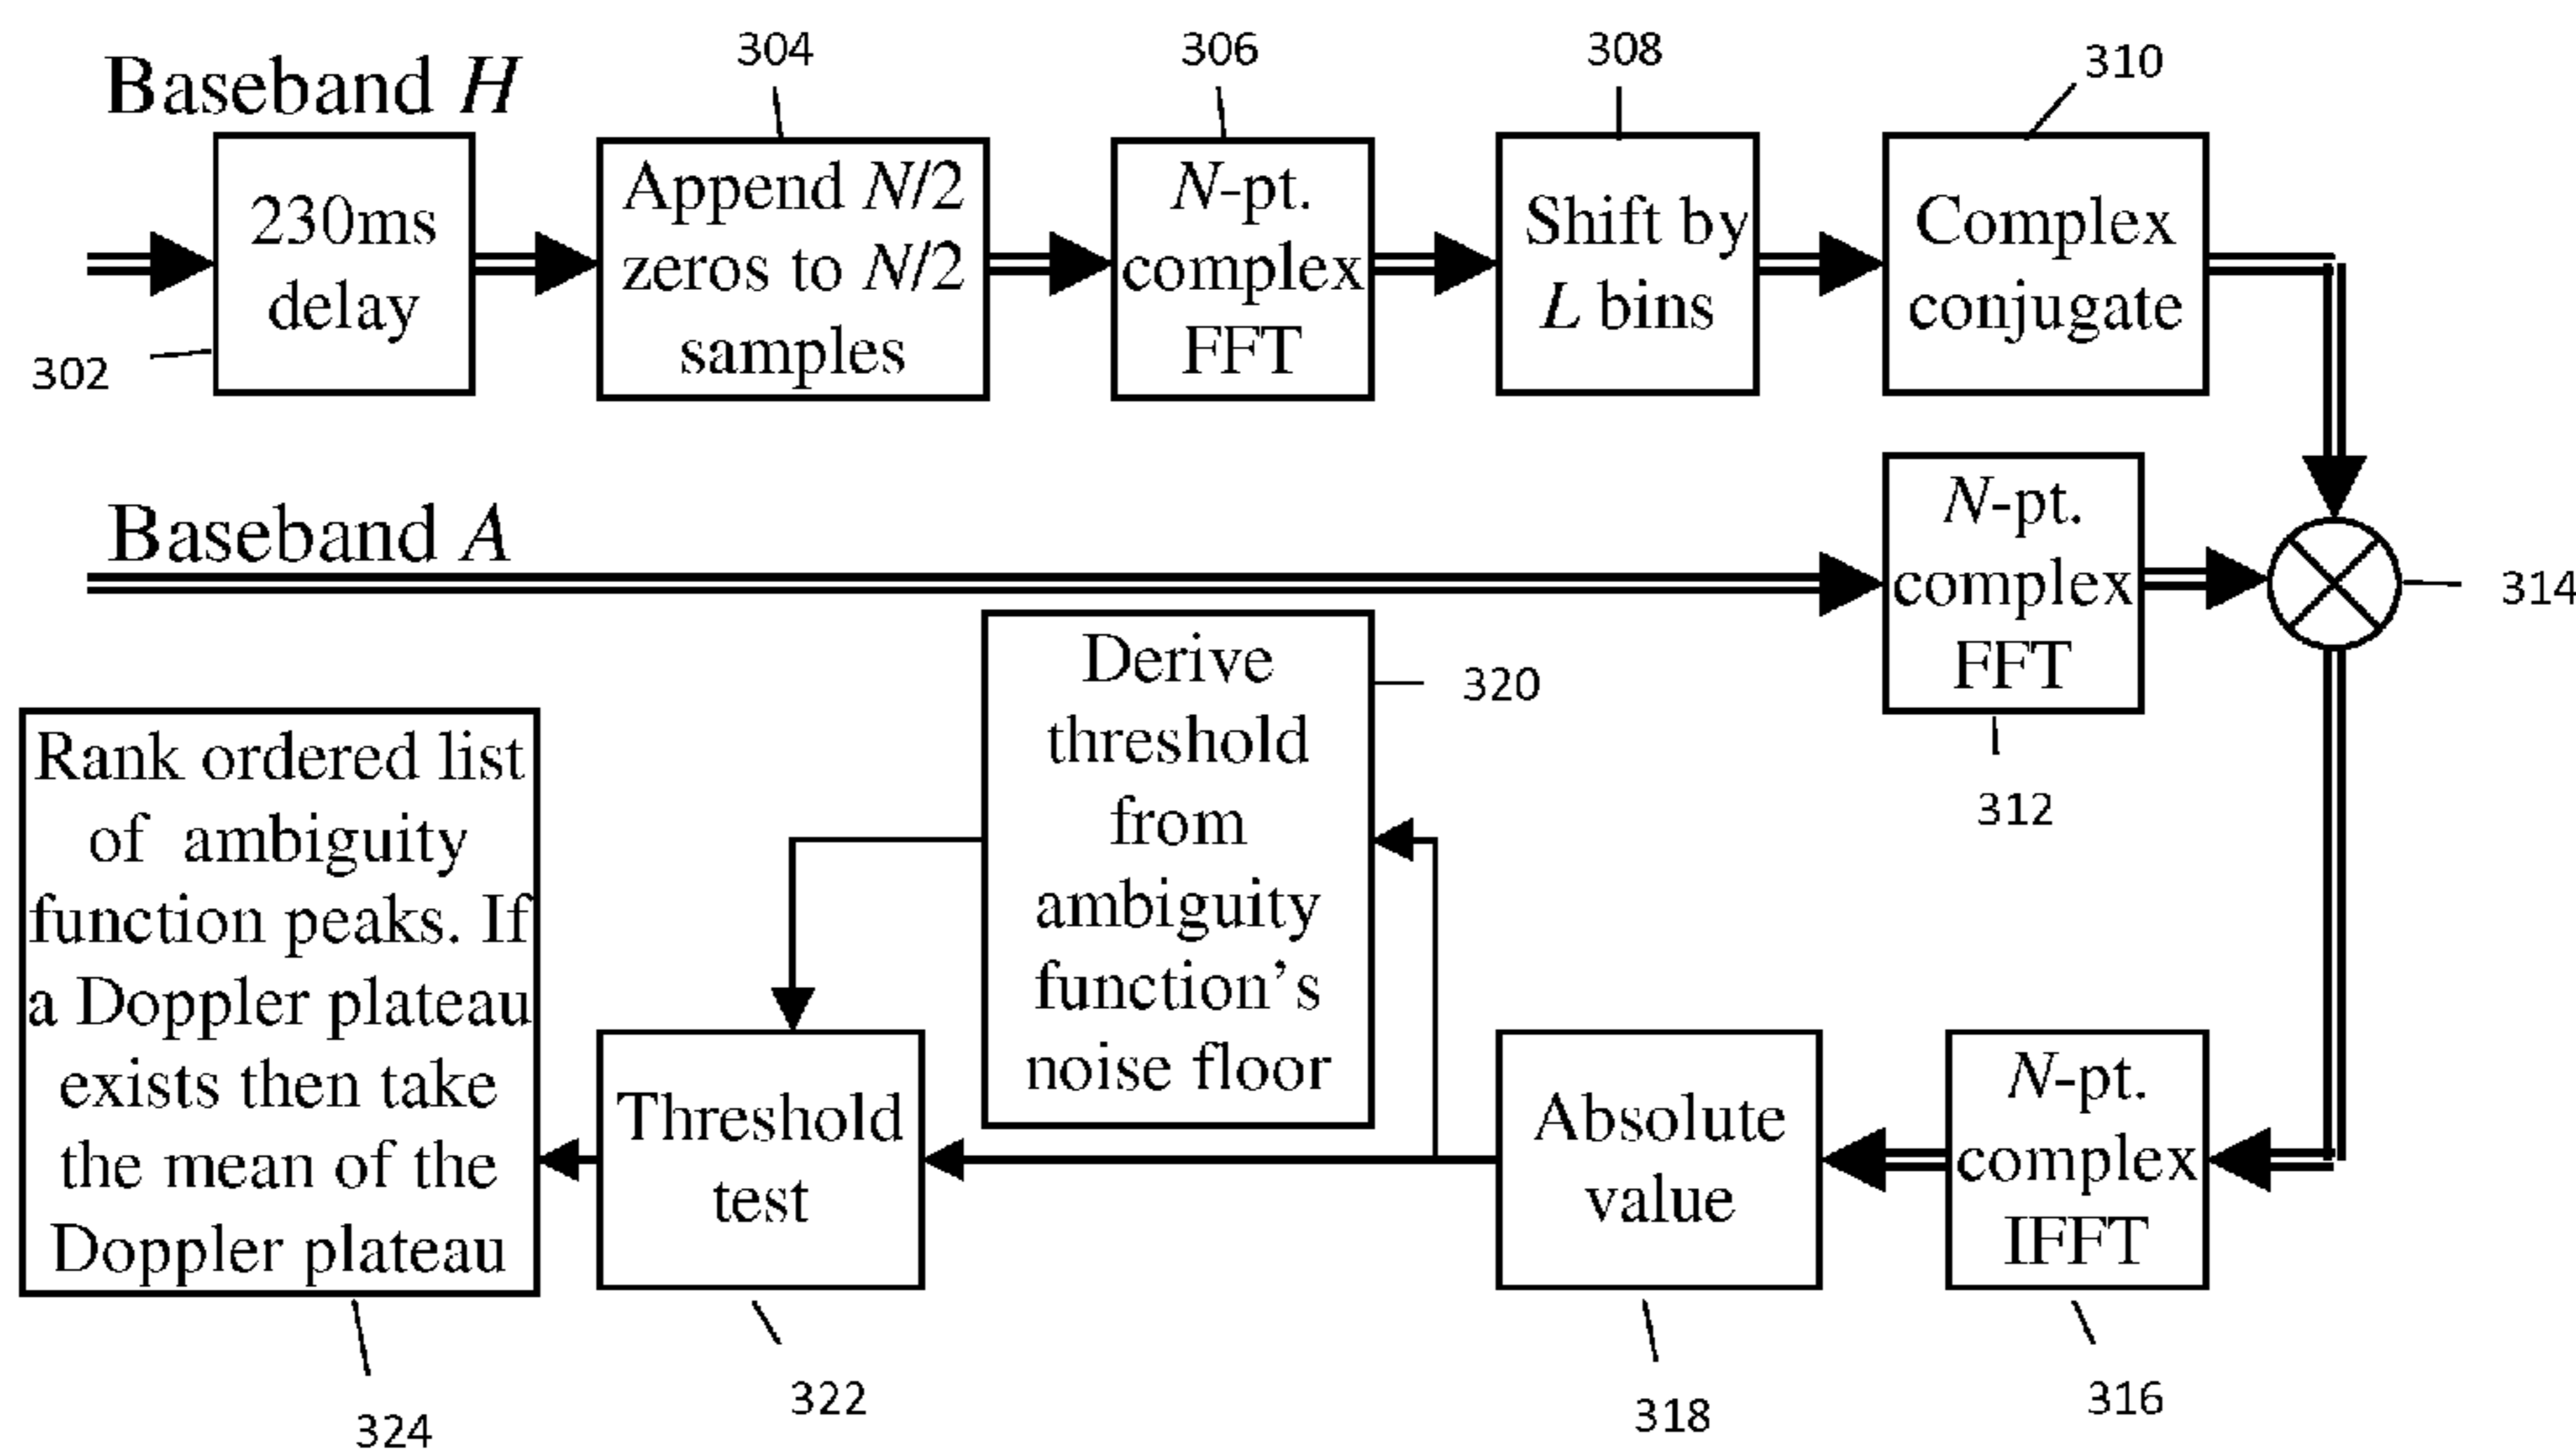 Baseband H
304
306
308
310
230ms
delay
302
Append N/2
zeros to N/2
samples
N-pt.
complex
FFT
Shift by
L bins
Complex
conjugate
Baseband A
N-pt.
complex
FFT
312
314
Derive
threshold
from
ambiguity
function's
noise floor
320
Rank ordered list
of ambiguity
function peaks. If
a Doppler plateau
exists then take
the mean of the
Doppler plateau
324
Threshold
test
322
Absolute
value
318
N-pt.
complex
IFFT
316